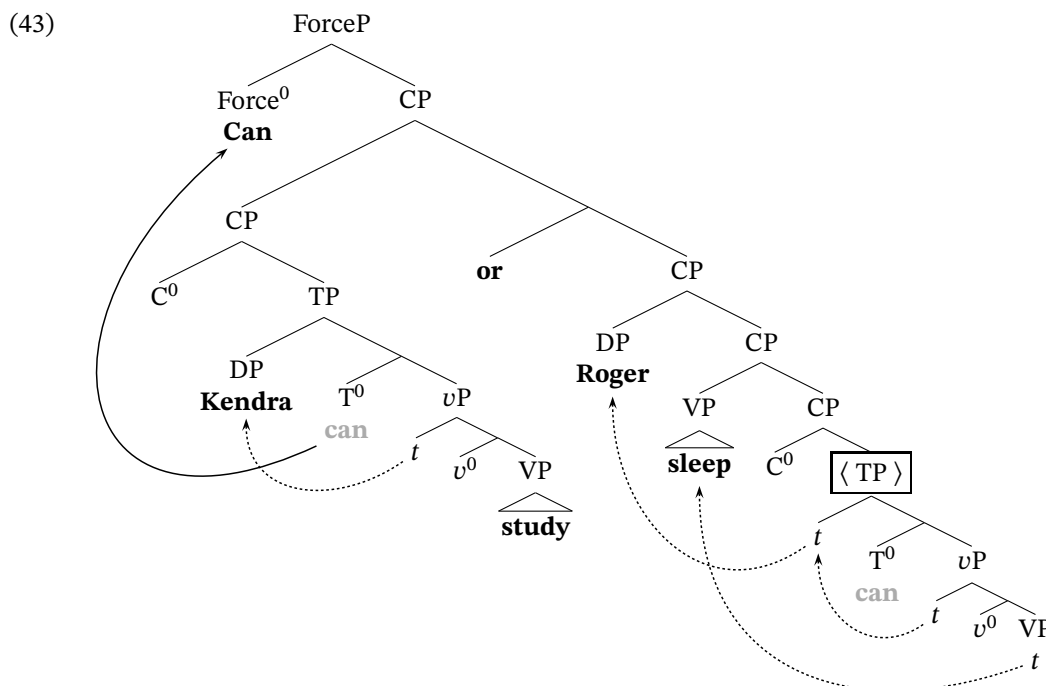 (43)
ForceP
Force⁰ CP
Can
CP
or CP
C⁰ TP
DP CP
Roger
DP
Kendra T⁰ vP
can
VP CP
sleep
t v⁰ VP
study
C⁰ ⟨ TP ⟩
t T⁰ vP
can
t v⁰ VP
t